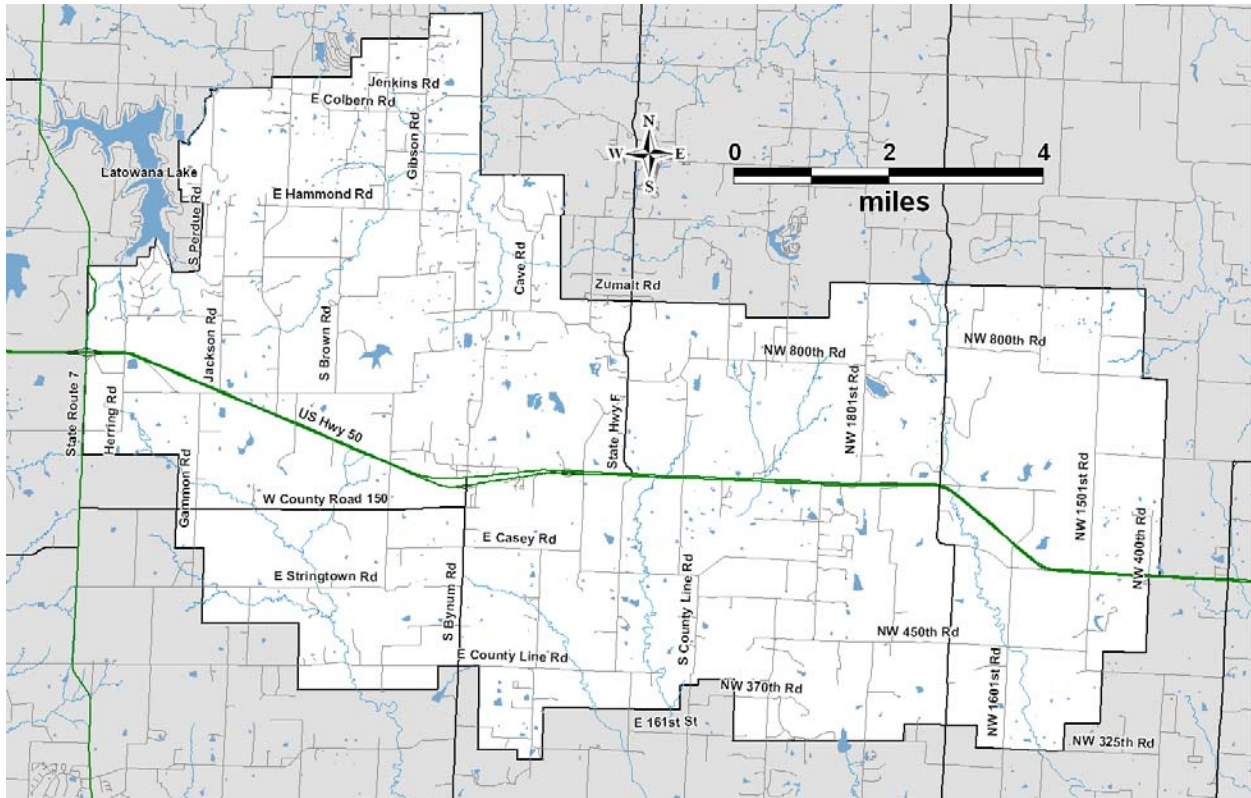 Jenkins Rd
E Colbern Rd
Gibson Rd
N
W E
S
0 2 4
miles
Latowana Lake
E Hammond Rd
S Perdue Rd
Cave Rd
Zumalt Rd
Jackson Rd
S Brown Rd
NW 800th Rd
NW 800th Rd
State Route 7
Herring Rd
US Hwy 50
State Hwy F
NW 1801st Rd
Gammon Rd
W County Road 150
NW 1501st Rd
NW 400th Rd
E Casey Rd
E Stringtown Rd
S Bynum Rd
S County Line Rd
NW 450th Rd
E County Line Rd
NW 1601st Rd
NW 370th Rd
E 161st St
NW 325th Rd